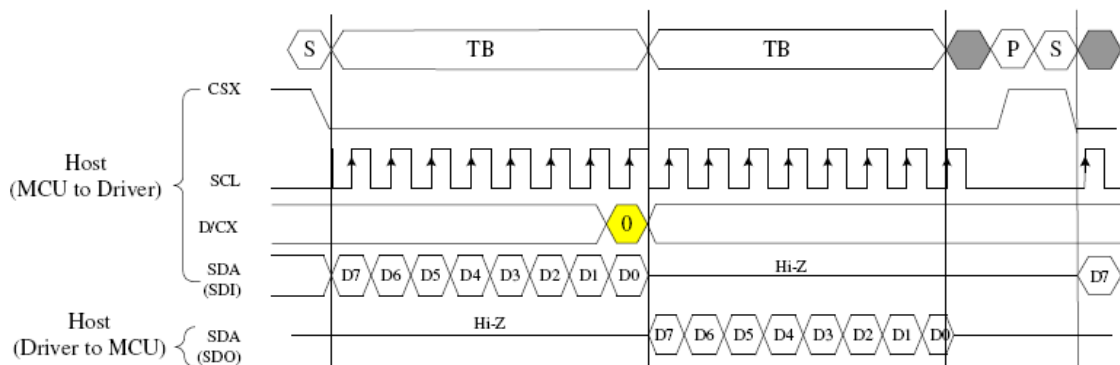 S TB TB P S
CSX
Host
(MCU to Driver)
SCL
D/CX 0
SDA
(SDI) D7 D6 D5 D4 D3 D2 D1 D0 Hi-Z D7
Host
(Driver to MCU)
SDA
(SDO) Hi-Z D7 D6 D5 D4 D3 D2 D1 D0